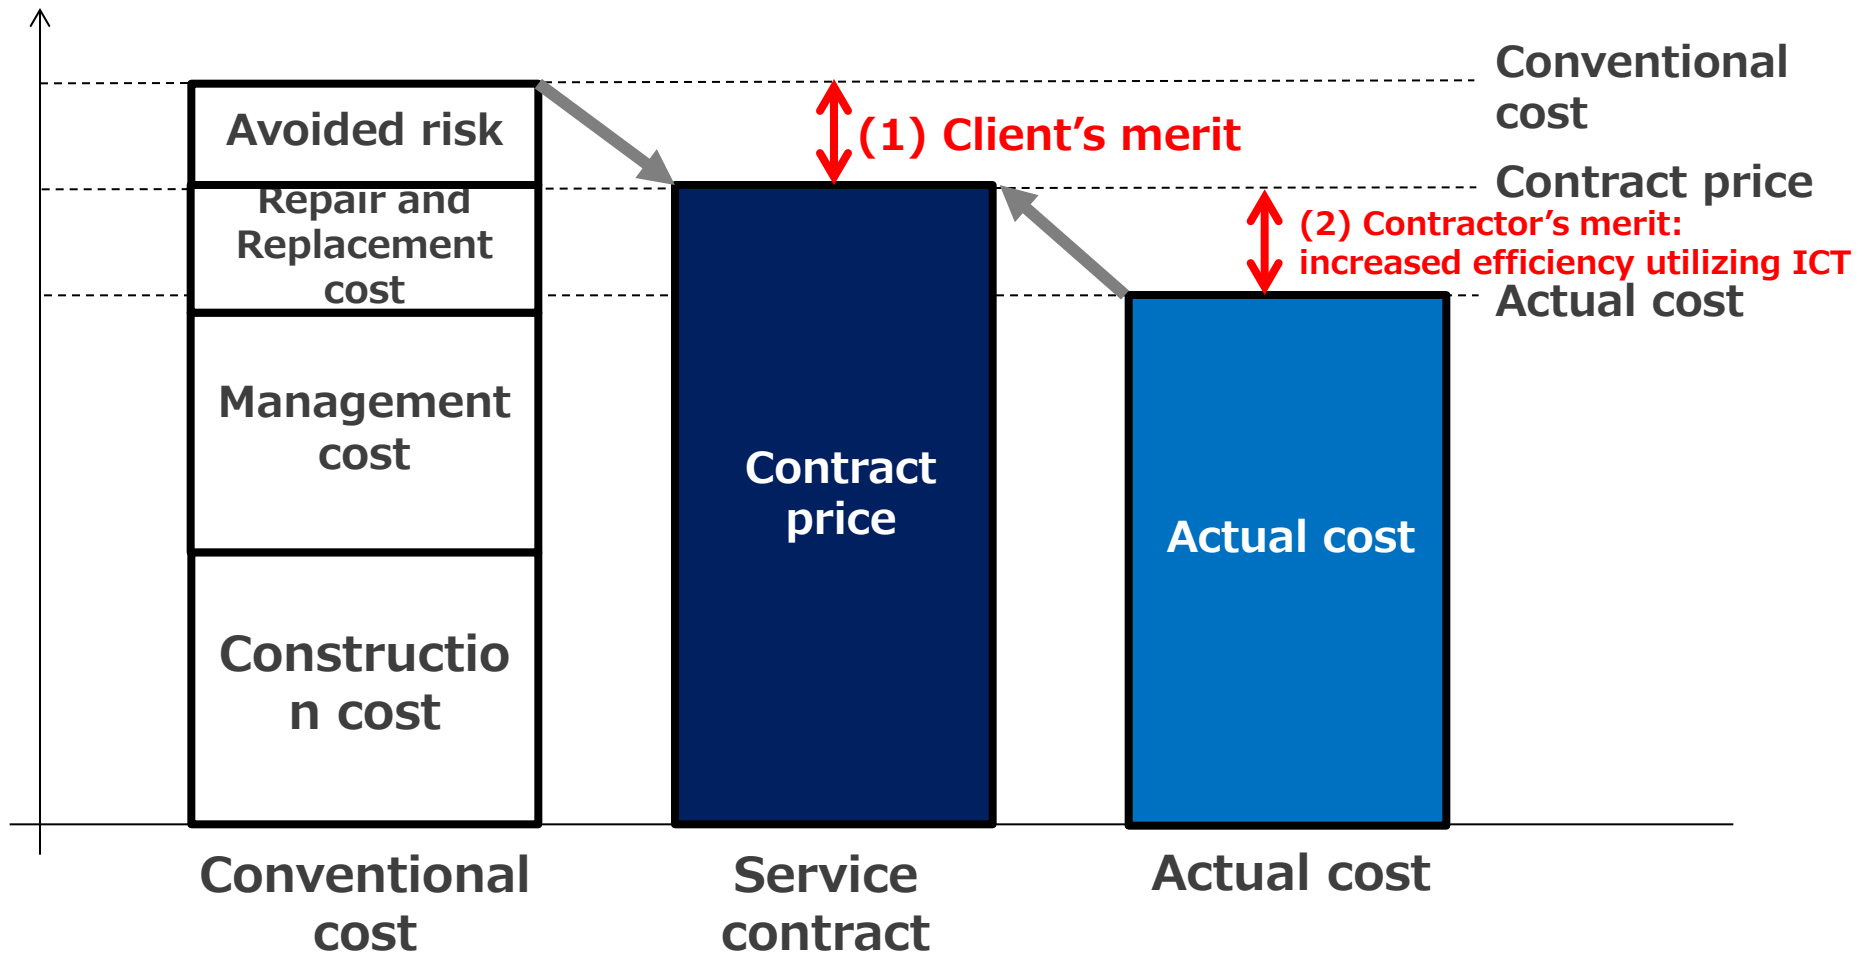 Conventional
cost
Avoided risk
(1) Client's merit
Contract price
Repair and
Replacement
cost
(2) Contractor's merit:
increased efficiency utilizing ICT
Actual cost
Management
cost
Contract
price
Actual cost
Constructio
n cost
Conventional
cost
Service
contract
Actual cost